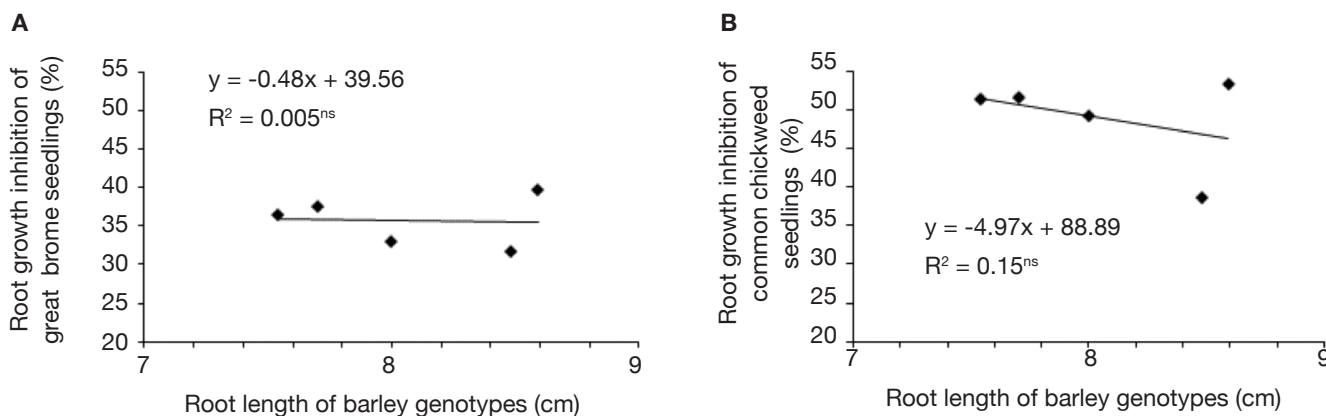 A
Root growth inhibition of
great brome seedlings (%)
55
50
45
40
35
30
25
20
y = -0.48x + 39.56
R² = 0.005ⁿˢ
7
8
9
Root length of barley genotypes (cm)
B
Root growth inhibition of
common chickweed
seedlings (%)
55
50
45
40
35
30
25
20
y = -4.97x + 88.89
R² = 0.15ⁿˢ
7
8
9
Root length of barley genotypes (cm)